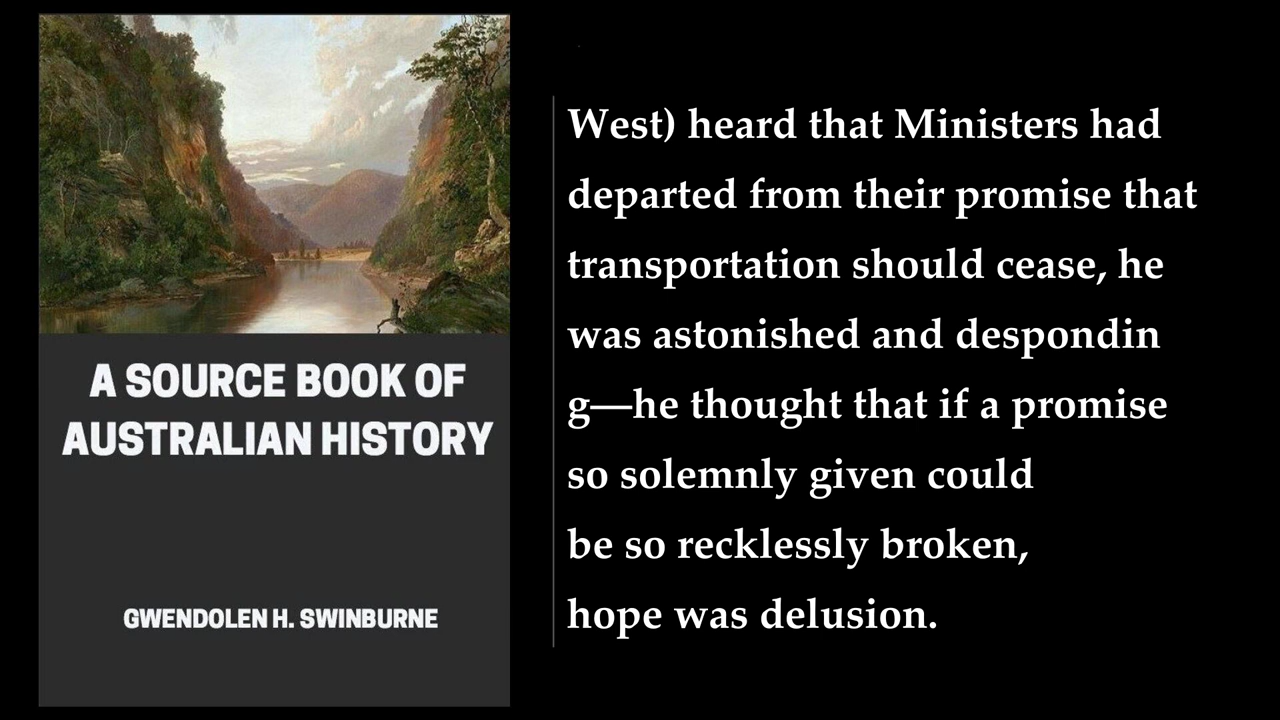 A SOURCE BOOK OF
AUSTRALIAN HISTORY
GWENDOLEN H. SWINBURNE
West) heard that Ministers had
departed from their promise that
transportation should cease, he
was astonished and despondin
g—he thought that if a promise
so solemnly given could
be so recklessly broken,
hope was delusion.